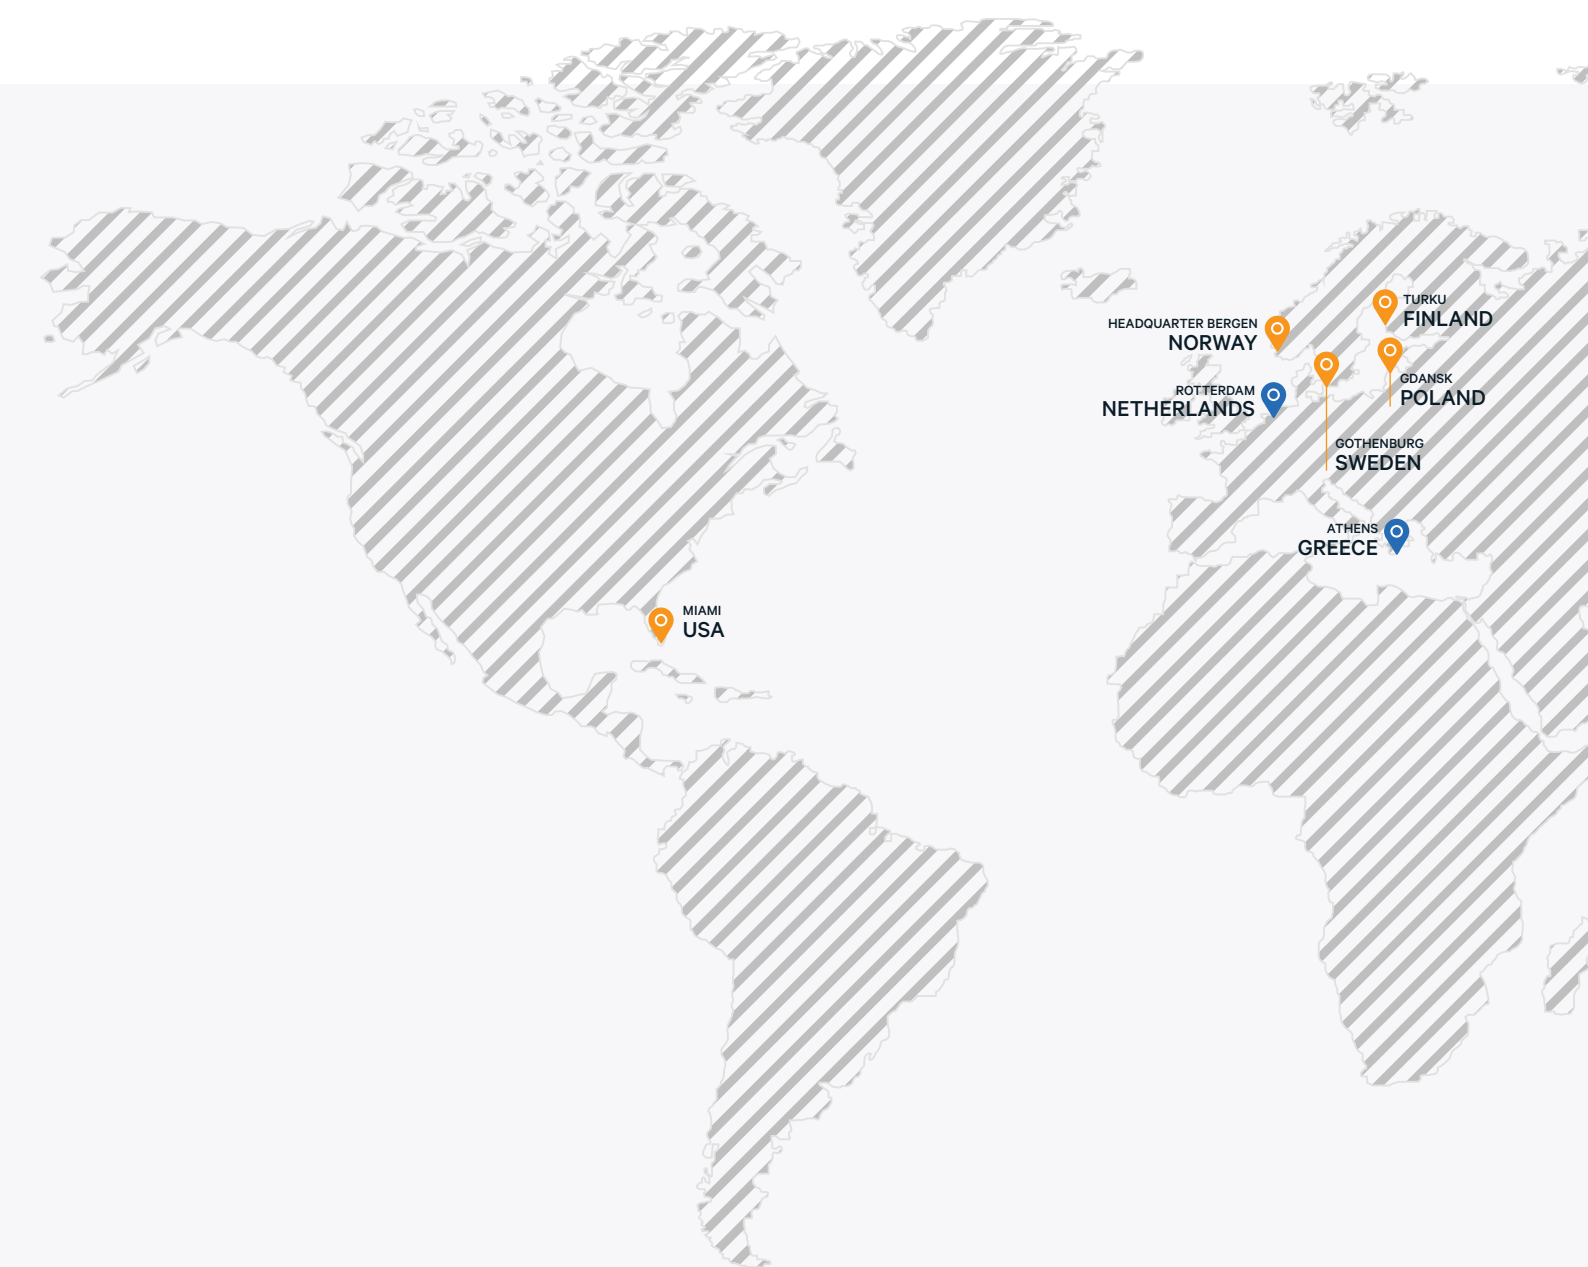 TURKU
FINLAND
HEADQUARTER BERGEN
NORWAY
GDANSK
POLAND
ROTTERDAM
NETHERLANDS
GOTHENBURG
SWEDEN
ATHENS
GREECE
MIAMI
USA